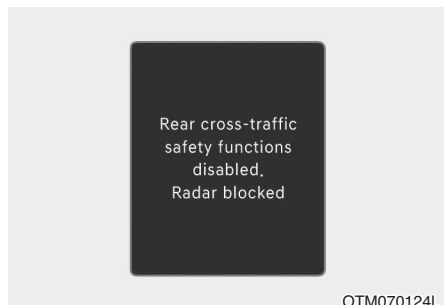 Rear cross-traffic
safety functions
disabled.
Radar blocked
OTM070124L